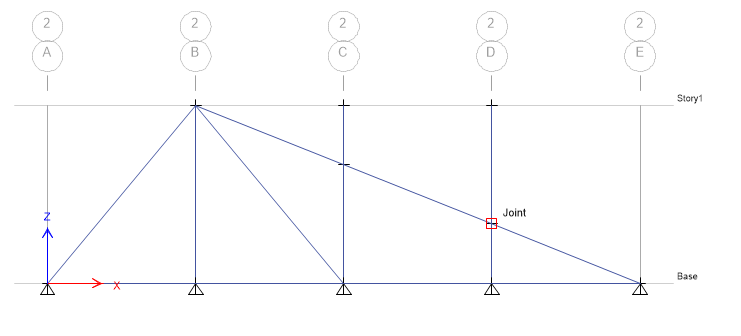 2 2 2 2 2
A B C D E
Story1
Z
Joint
Base
X